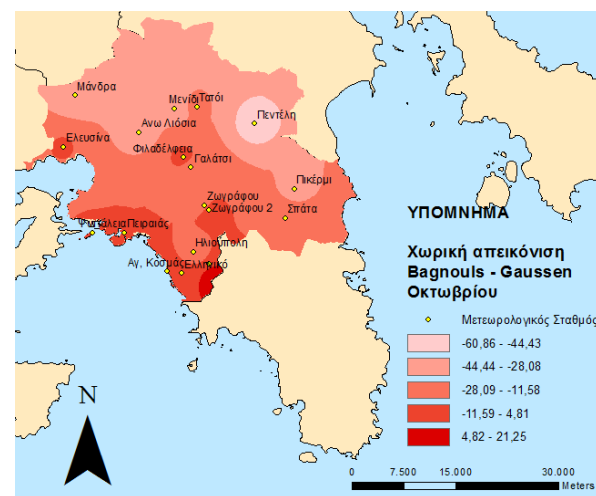 Μάνδρα
Μενίδι
Τατόι
Πεντέλη
Ανω Λιόσια
Ελευσίνα
Φιλαδέλφεια
Γαλάτσι
Πικέρμι
Ζωγράφου
Ζωγράφου 2
Σπάτα
Ψυττάλεια
Πειραιάς
Ηλιούπολη
Αγ. Κοσμάς
Ελληνικό
ΥΠΟΜΝΗΜΑ
Χωρική απεικόνιση
Bagnouls - Gaussen
Οκτωβρίου
Μετεωρολογικός Σταθμός
-60,86 - -44,43
-44,44 - -28,08
-28,09 - -11,58
-11,59 - 4,81
4,82 - 21,25
N
0 7.500 15.000 30.000
Meters